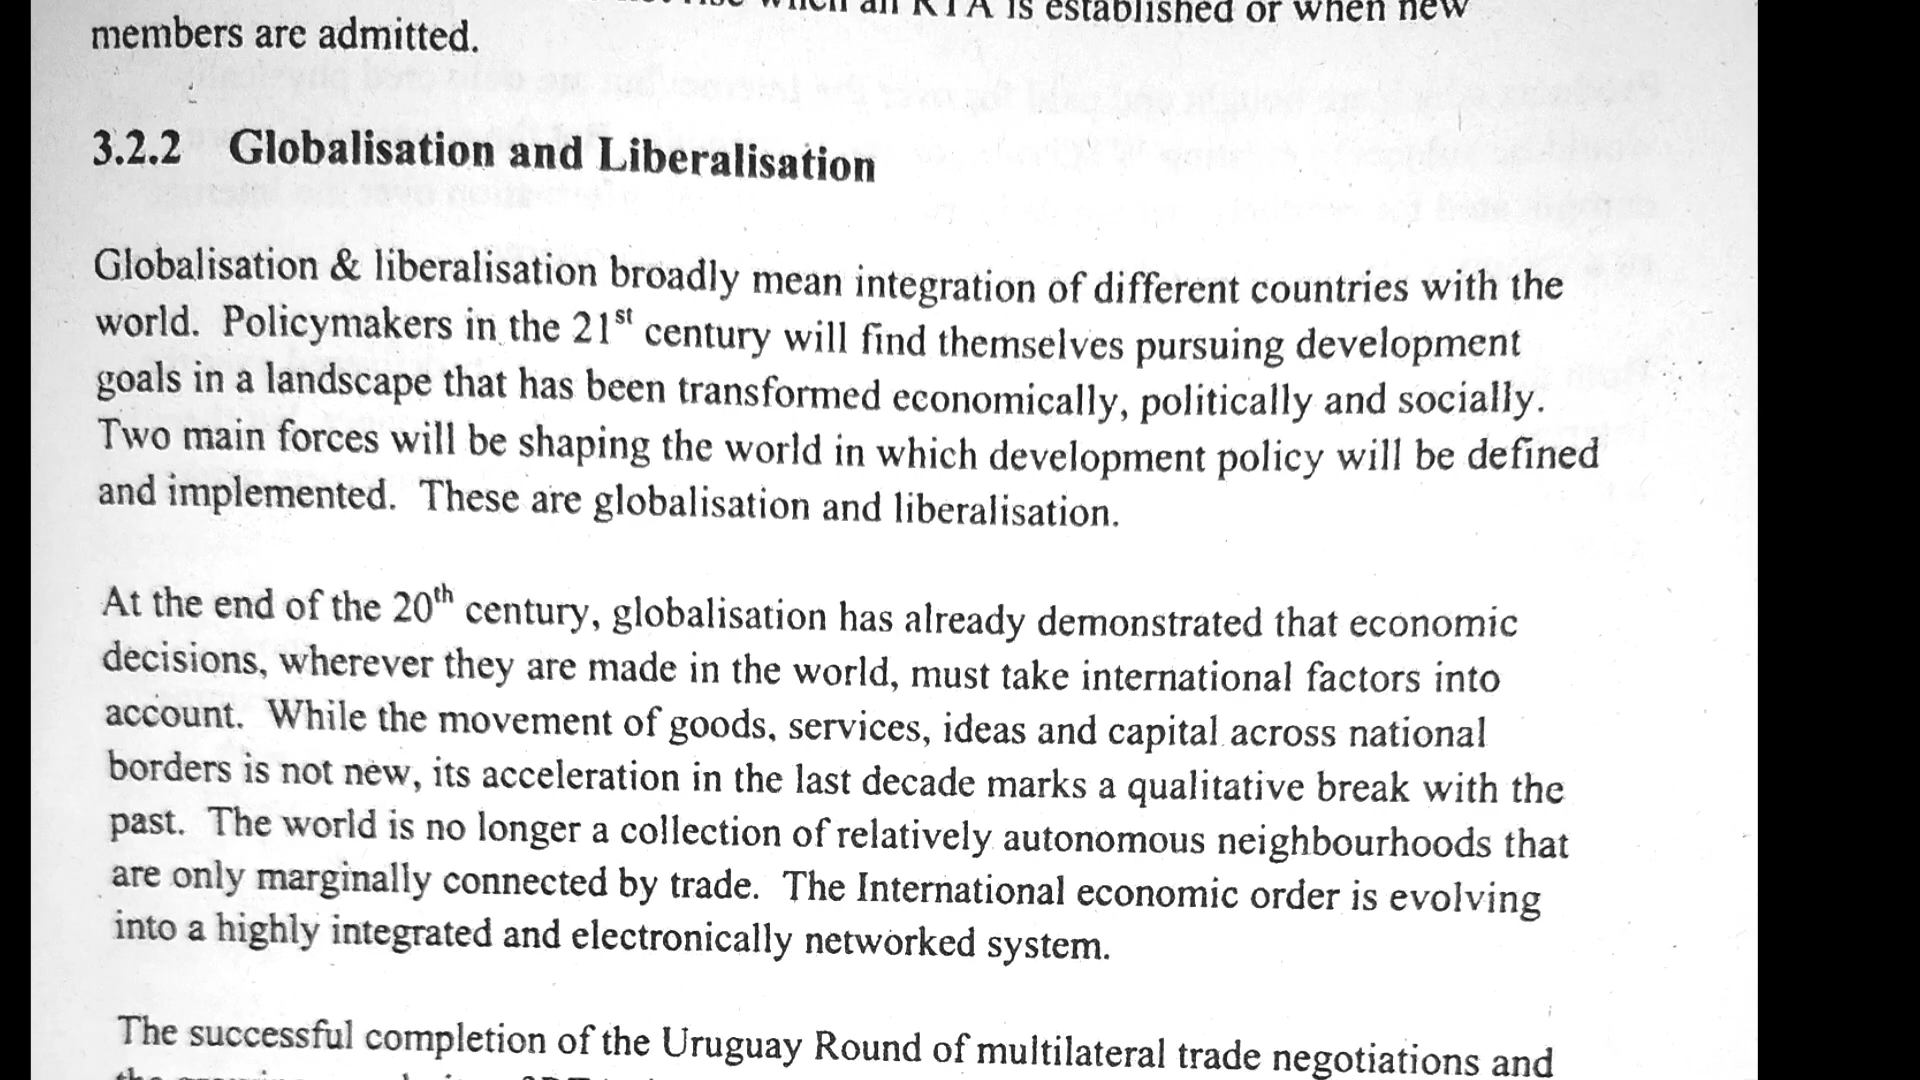 when an RTA is established or when new
members are admitted.
3.2.2 Globalisation and Liberalisation
Globalisation & liberalisation broadly mean integration of different countries with the
world. Policymakers in the 21st century will find themselves pursuing development
goals in a landscape that has been transformed economically, politically and socially.
Two main forces will be shaping the world in which development policy will be defined
and implemented. These are globalisation and liberalisation.
At the end of the 20th century, globalisation has already demonstrated that economic
decisions, wherever they are made in the world, must take international factors into
account. While the movement of goods, services, ideas and capital across national
borders is not new, its acceleration in the last decade marks a qualitative break with the
past. The world is no longer a collection of relatively autonomous neighbourhoods that
are only marginally connected by trade. The International economic order is evolving
into a highly integrated and electronically networked system.
The successful completion of the Uruguay Round of multilateral trade negotiations and